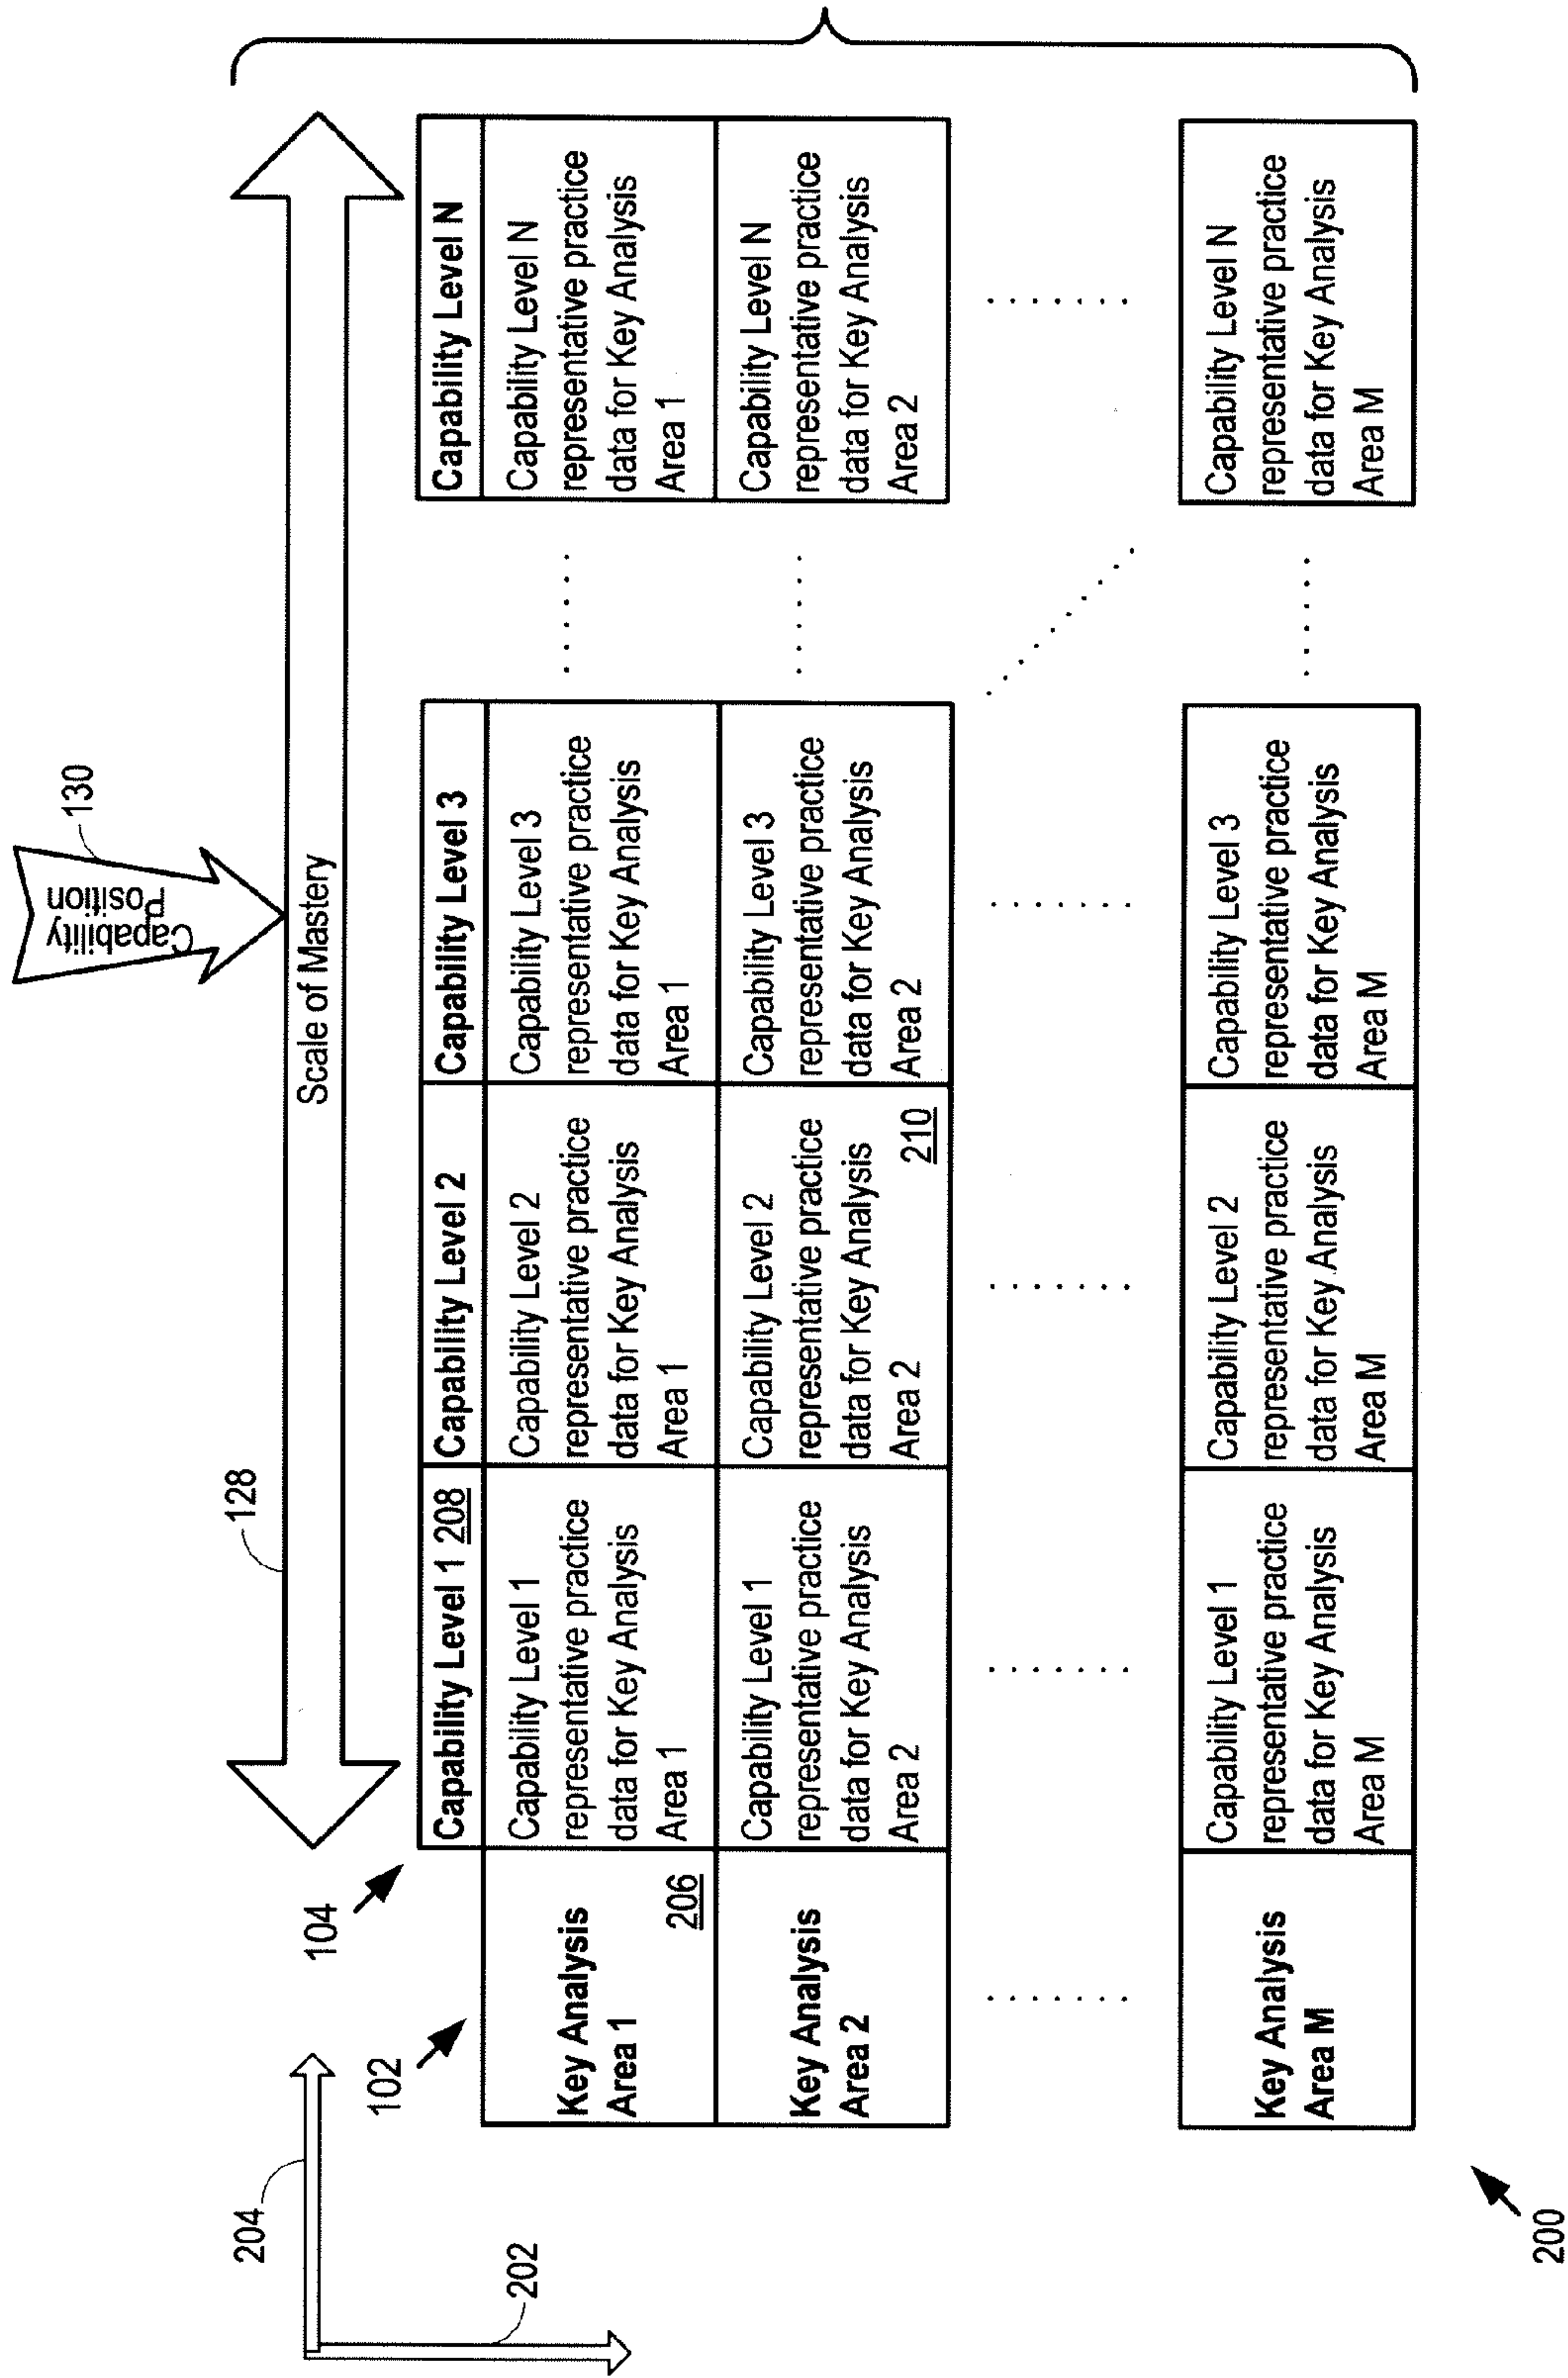 Capability
Position
130
128
Scale of Mastery
204
202
104
102
Capability Level 1 208
Capability Level 2
Capability Level 3
Capability Level N
Key Analysis
Area 1
206
Capability Level 1
representative practice
data for Key Analysis
Area 1
Capability Level 2
representative practice
data for Key Analysis
Area 1
Capability Level 3
representative practice
data for Key Analysis
Area 1
Capability Level N
representative practice
data for Key Analysis
Area 1
Key Analysis
Area 2
Capability Level 1
representative practice
data for Key Analysis
Area 2
Capability Level 2
representative practice
data for Key Analysis
Area 2
210
Capability Level 3
representative practice
data for Key Analysis
Area 2
Capability Level N
representative practice
data for Key Analysis
Area 2
Key Analysis
Area M
Capability Level 1
representative practice
data for Key Analysis
Area M
Capability Level 2
representative practice
data for Key Analysis
Area M
Capability Level 3
representative practice
data for Key Analysis
Area M
Capability Level N
representative practice
data for Key Analysis
Area M
200